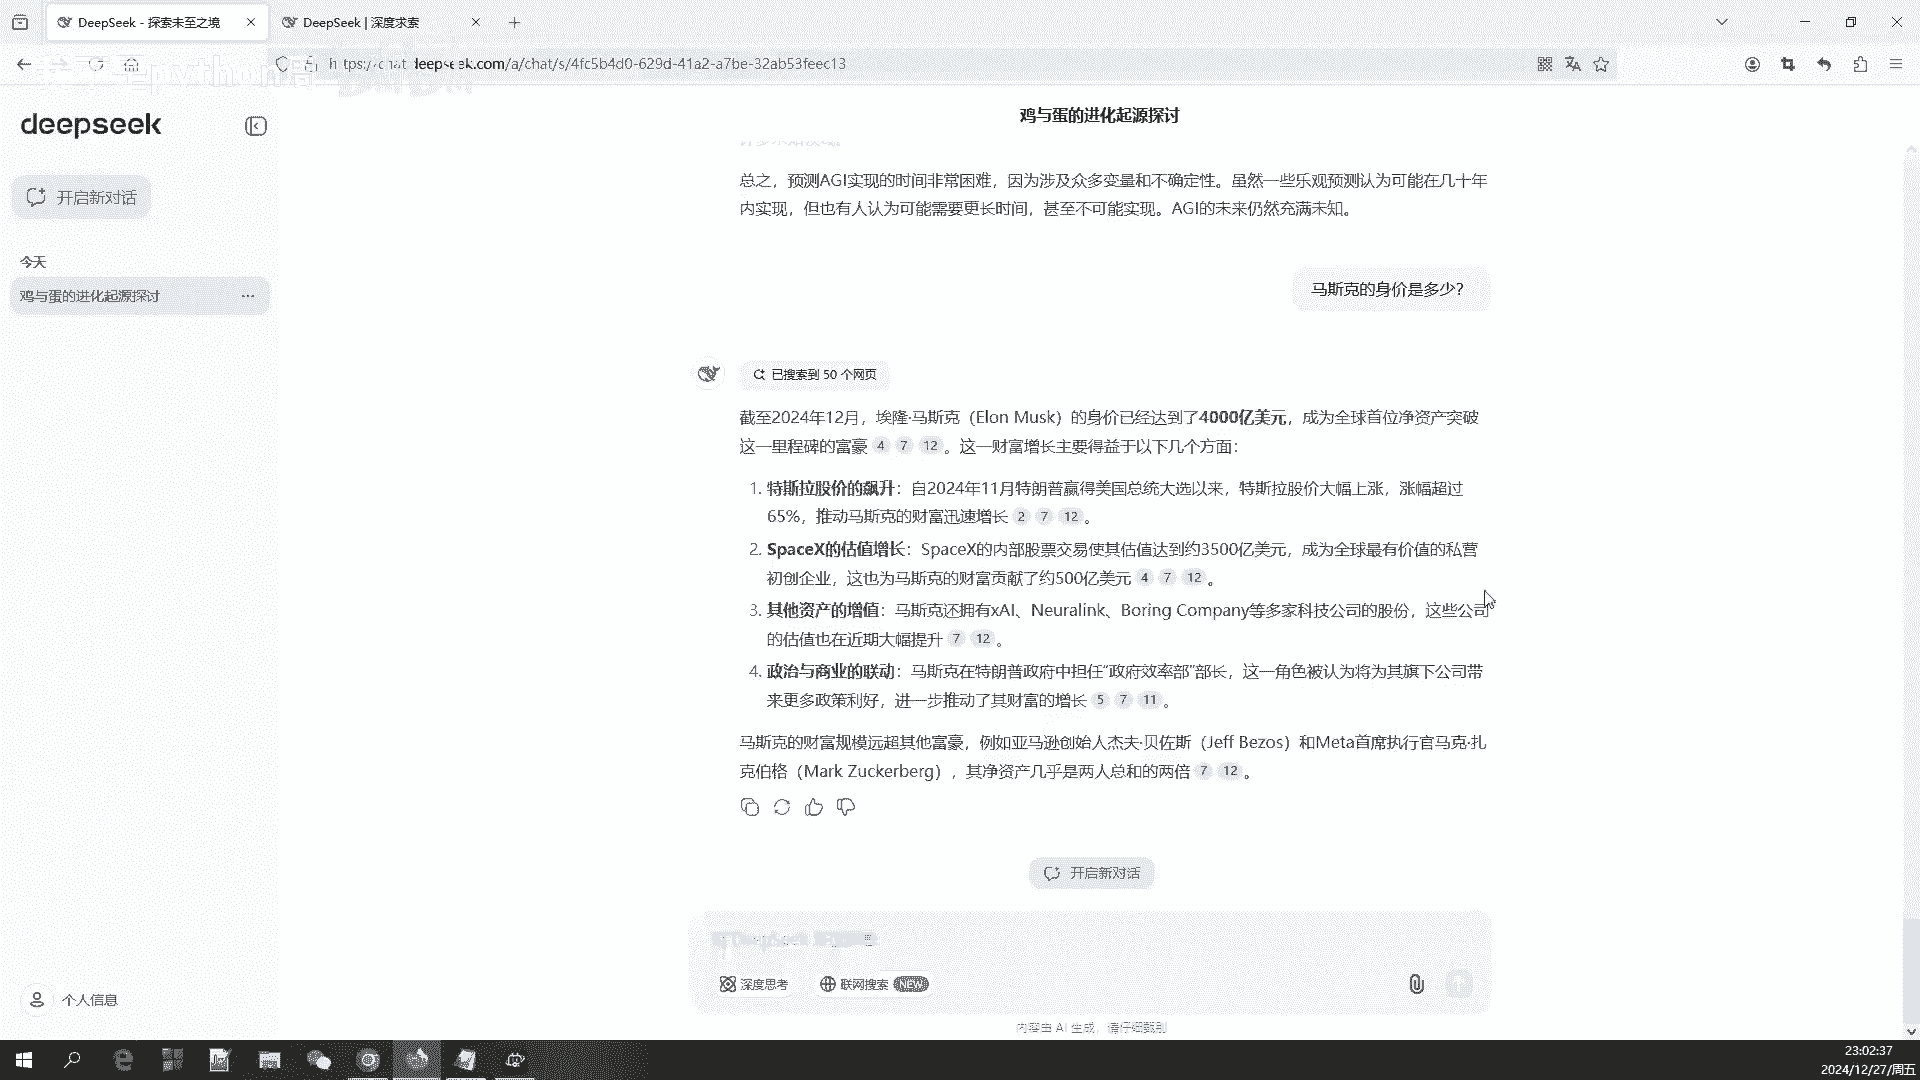 DeepSeek - 探索未至之境
DeepSeek | 深度求索
deepseek.com/a/chat/s/4fc5b4d0-629d-41a2-a7be-32ab53feec13
deepseek
开启新对话
今天
鸡与蛋的进化起源探讨
个人信息
鸡与蛋的进化起源探讨
总之，预测AGI实现的时间非常困难，因为涉及众多变量和不确定性。虽然一些乐观预测认为可能在几十年
内实现，但也有人认为可能需要更长时间，甚至不可能实现。AGI的未来仍然充满未知。
马斯克的身价是多少？
已搜索到 50 个网页
截至2024年12月，埃隆·马斯克（Elon Musk）的身价已经达到了4000亿美元，成为全球首位净资产突破
这一里程碑的富豪 4 7 12 。这一财富增长主要得益于以下几个方面：
1. 特斯拉股价的飙升：自2024年11月特朗普赢得美国总统大选以来，特斯拉股价大幅上涨，涨幅超过
65%，推动马斯克的财富迅速增长 2 7 12 。
2. SpaceX的估值增长：SpaceX的内部股票交易使其估值达到约3500亿美元，成为全球最有价值的私营
初创企业，这也为马斯克的财富贡献了约500亿美元 4 7 12 。
3. 其他资产的增值：马斯克还拥有xAI、Neuralink、Boring Company等多家科技公司的股份，这些公司
的估值也在近期大幅提升 7 12 。
4. 政治与商业的联动：马斯克在特朗普政府中担任“政府效率部”部长，这一角色被认为将为其旗下公司带
来更多政策利好，进一步推动了其财富的增长 5 7 11 。
马斯克的财富规模远超其他富豪，例如亚马逊创始人杰夫·贝佐斯（Jeff Bezos）和Meta首席执行官马克·扎
克伯格（Mark Zuckerberg），其净资产几乎是两人总和的两倍 7 12 。
开启新对话
深度思考
联网搜索 NEW
内容由 AI 生成，请仔细甄别
23:02:37
2024/12/27/周五